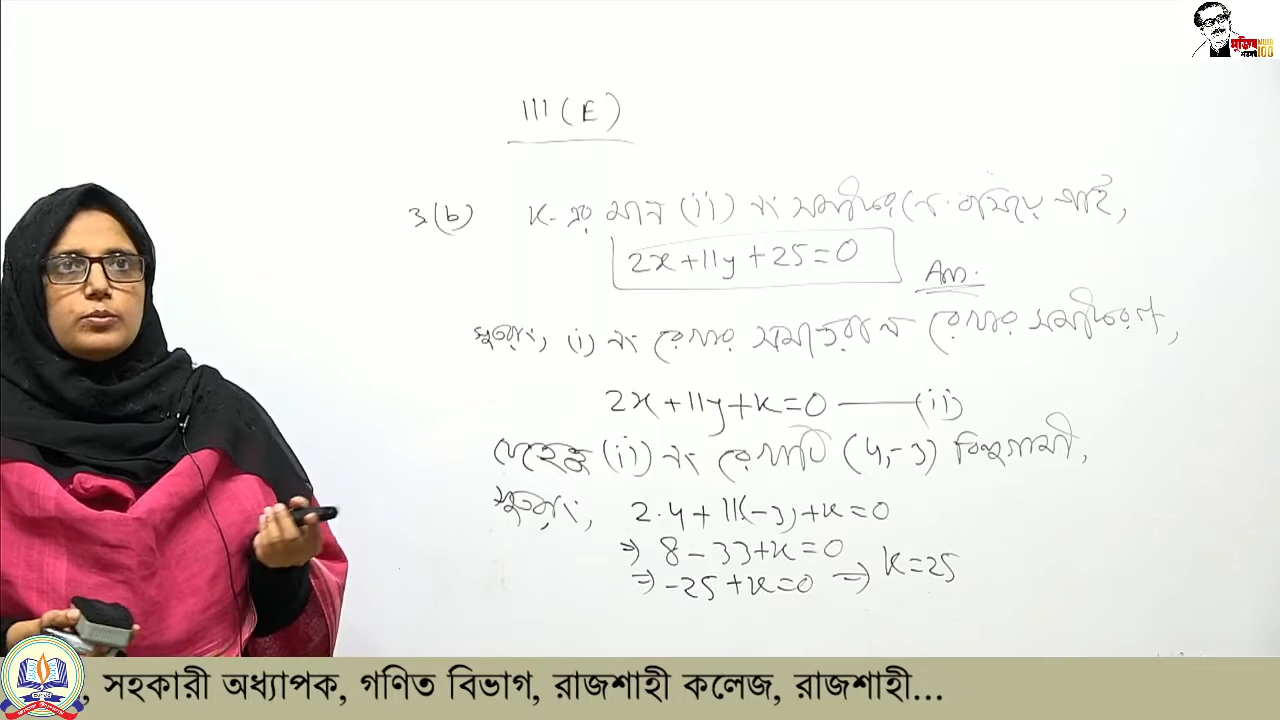 III (E)
3(b) K-এর মান (ii) নং সমীকরণে বসিয়ে পাই,
2x+11y+25=0
Ans.
সুতরাং, (i) নং রেখার সমান্তরাল রেখার সমীকরণ,
2x+11y+K=0 ——(ii)
যেহেতু (ii) নং রেখাটি (4,-3) বিন্দুগামী,
সুতরাং, 2.4+11(-3)+K=0
⇒ 8-33+K=0
⇒ -25+K=0 ⇒ K=25
, সহকারী অধ্যাপক, গণিত বিভাগ, রাজশাহী কলেজ, রাজশাহী...